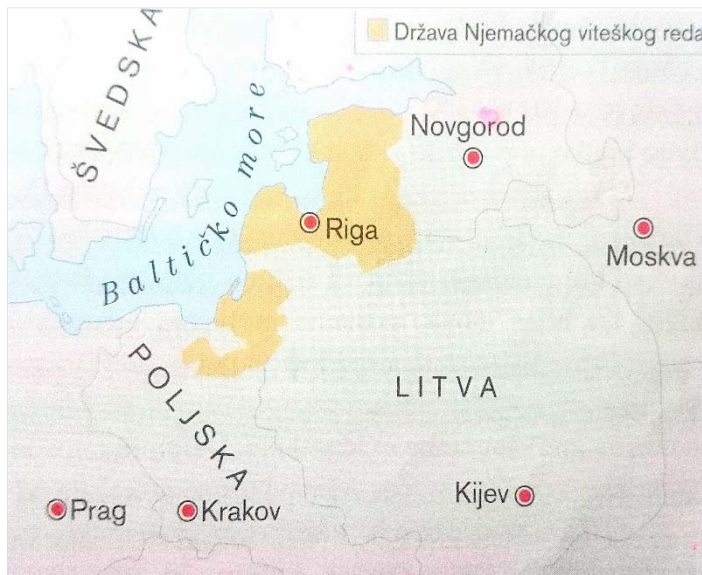 Država Njemačkog viteškog reda
ŠVEDSKA
Baltičko more
Novgorod
Riga
Moskva
POLJSKA
LITVA
Prag
Krakov
Kijev